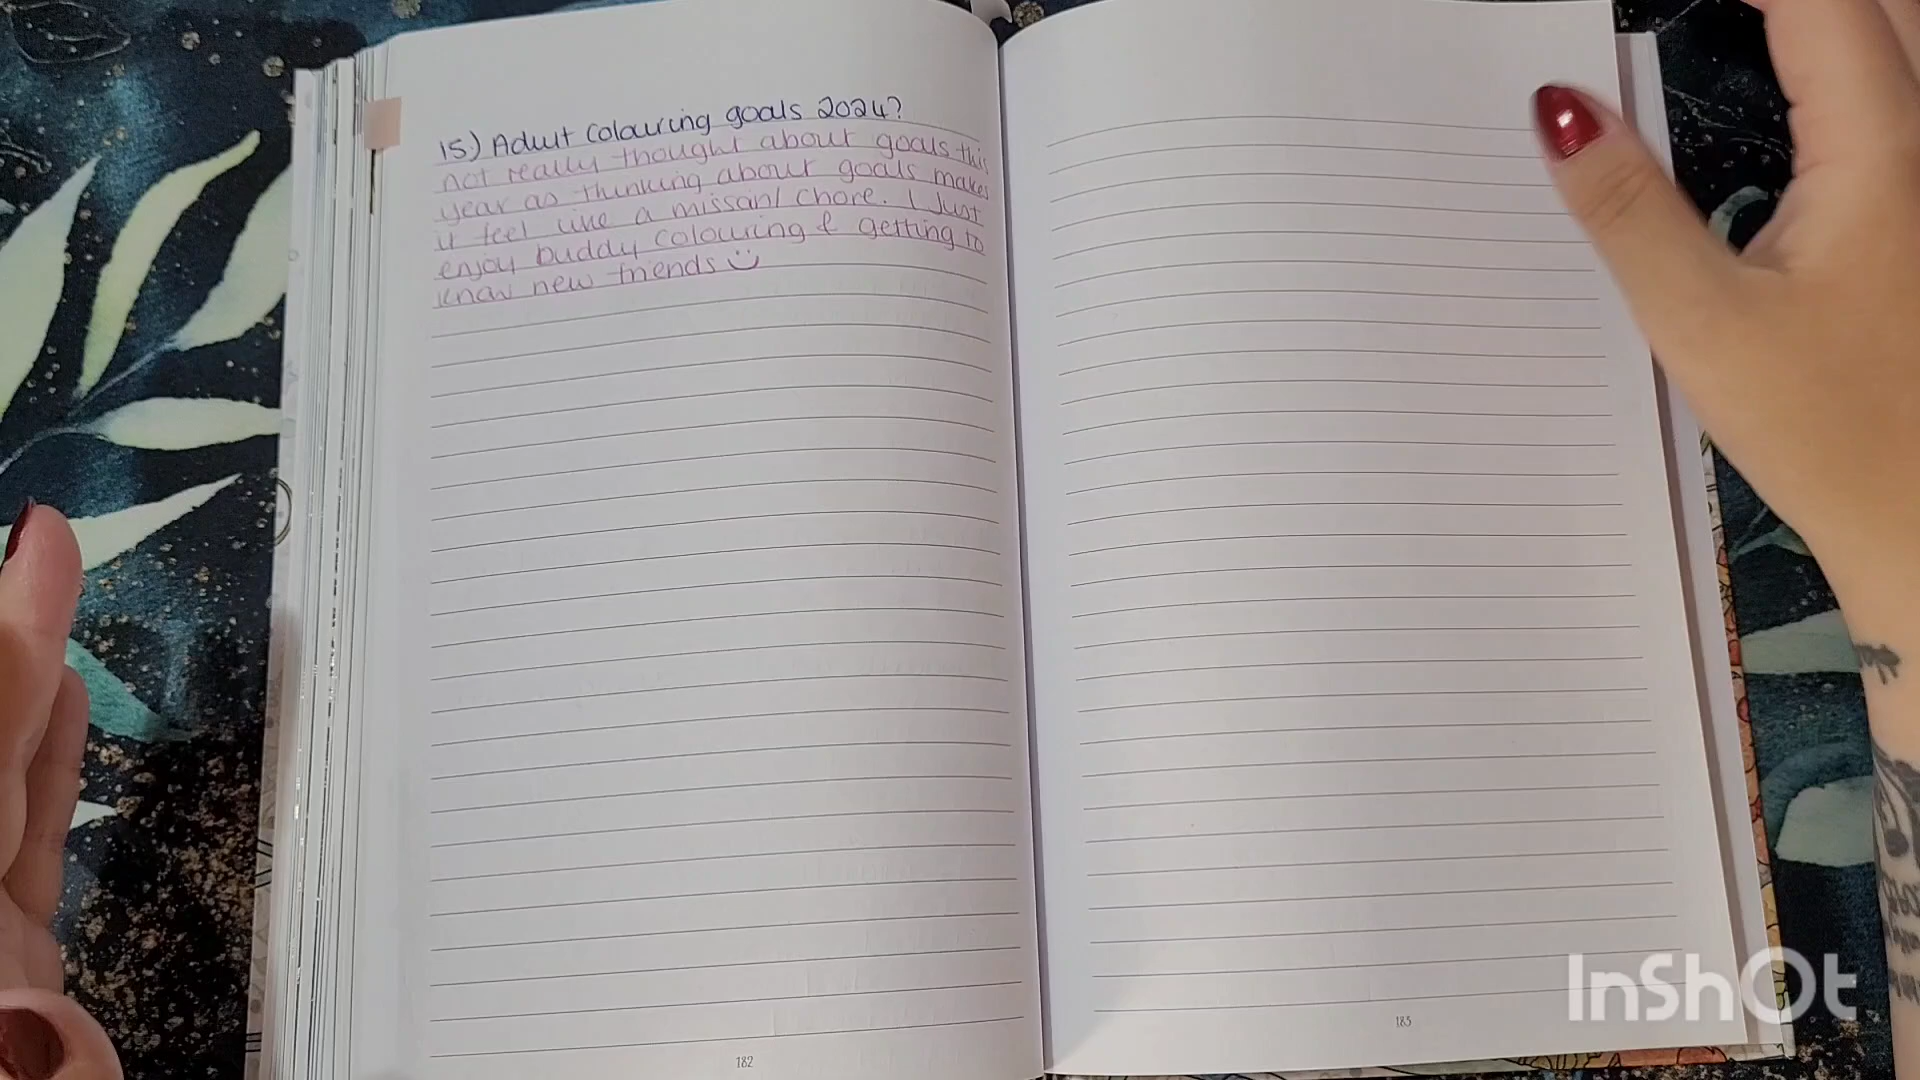 15) Adult Colouring goals 2024?
not really thought about goals this
year as thinking about goals makes
it feel like a missan/ chore. I just
enjoy buddy colouring & getting to
know new friends
182
183
InShOt